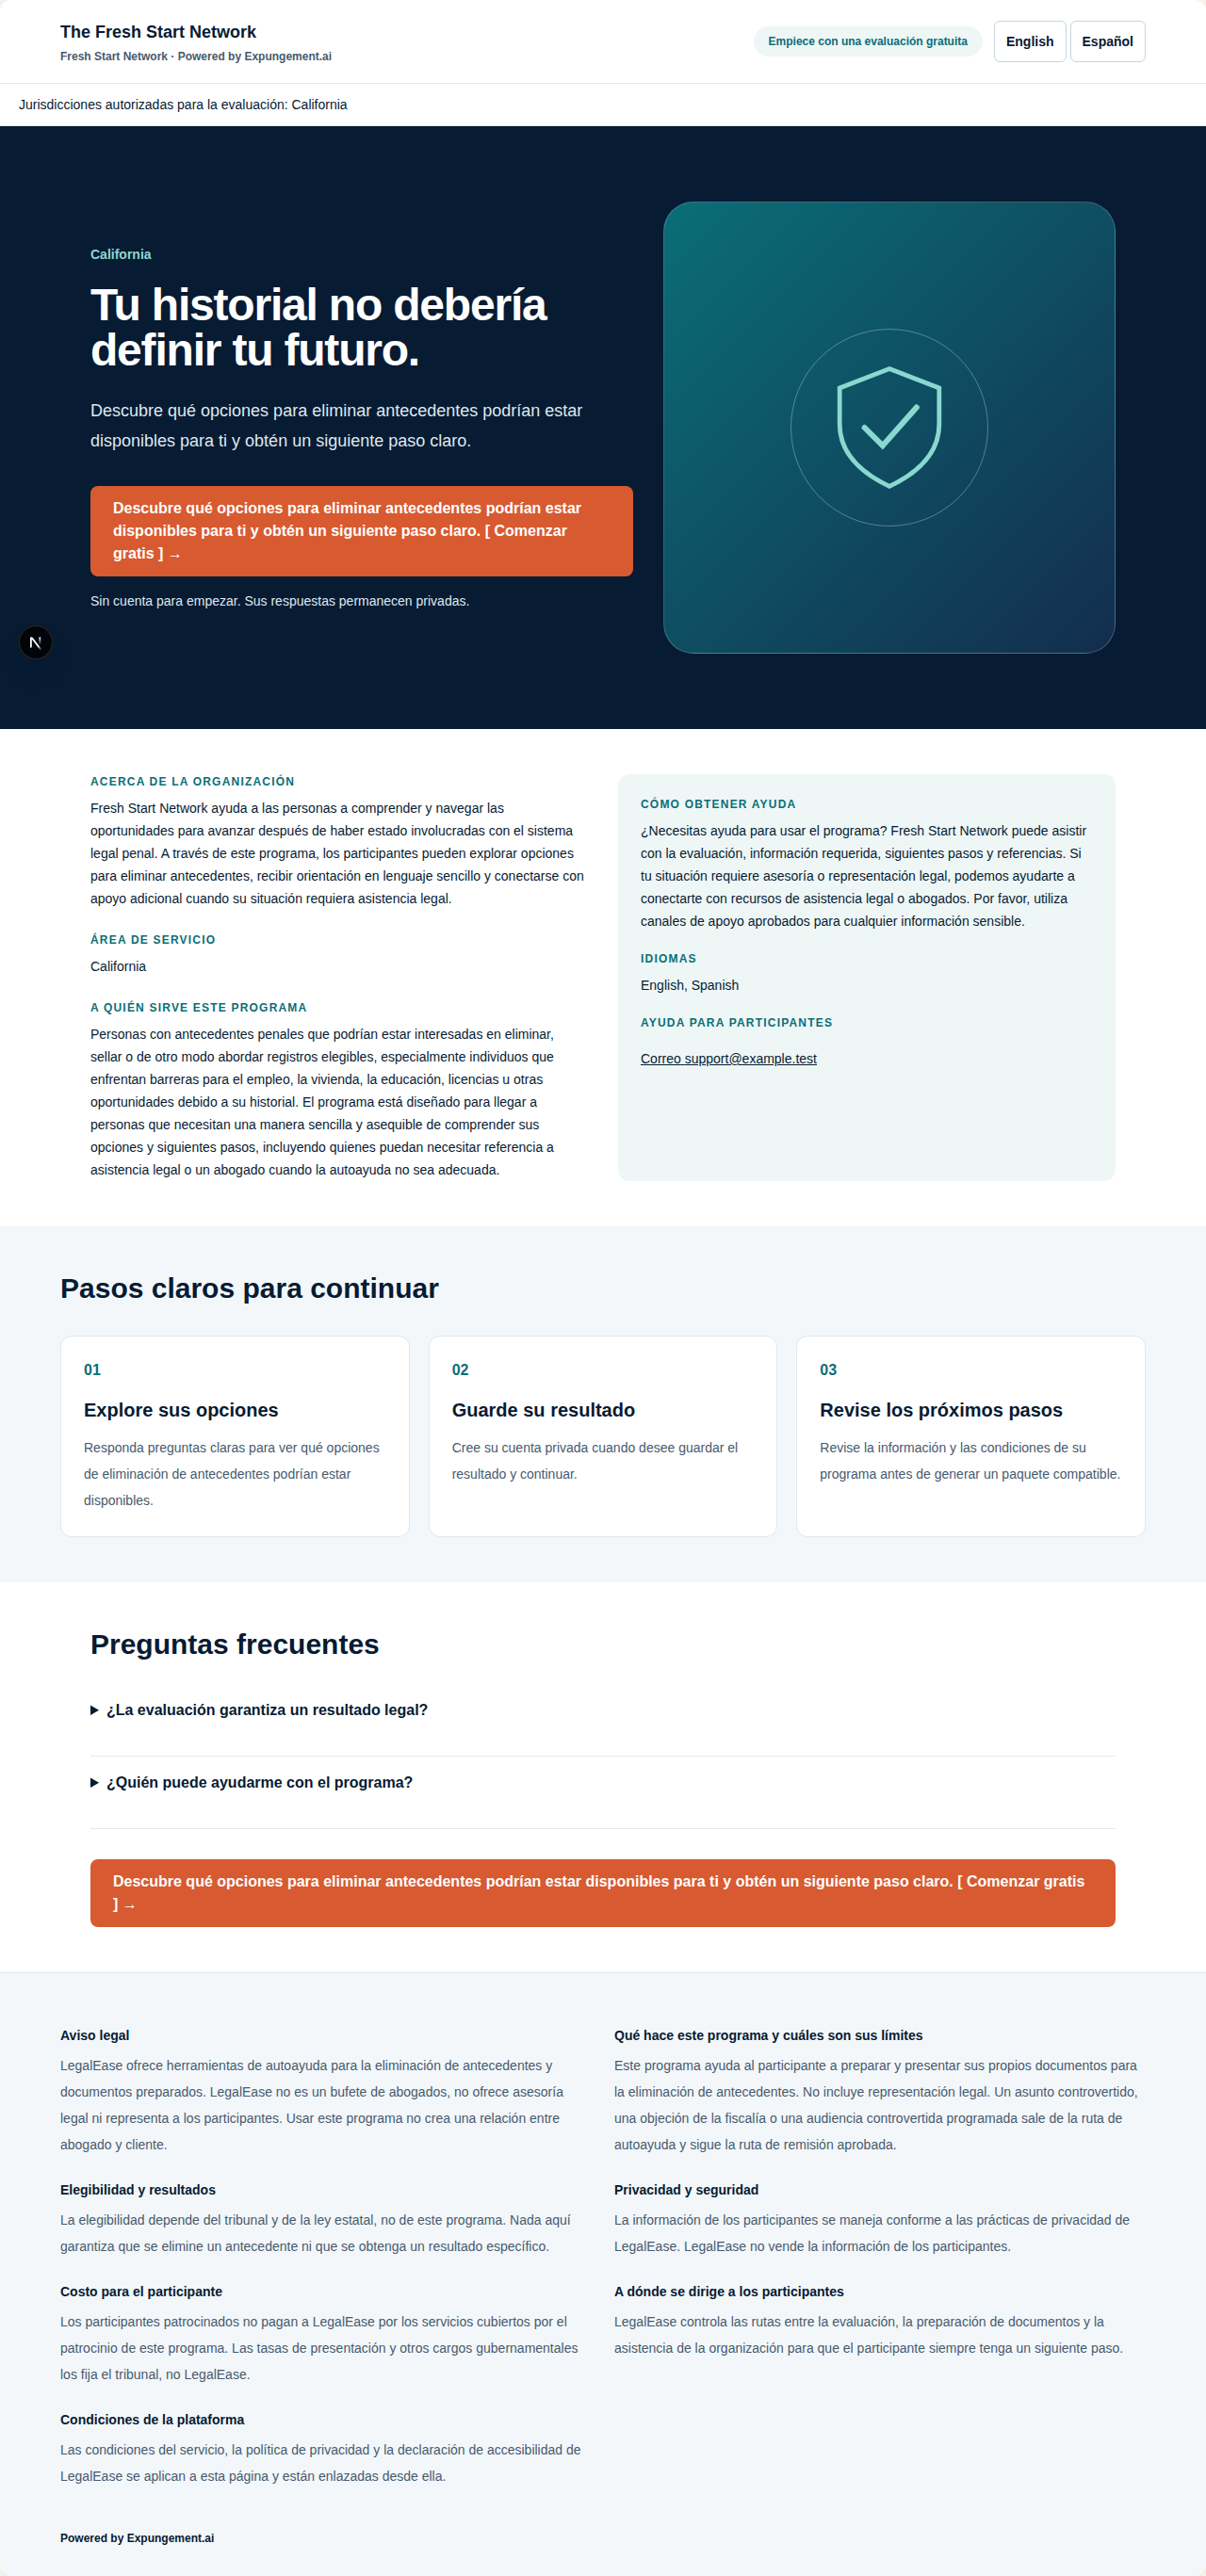 The Fresh Start Network
Fresh Start Network · Powered by Expungement.ai
Empiece con una evaluación gratuita
English
Español
Jurisdicciones autorizadas para la evaluación: California
California
Tu historial no debería
definir tu futuro.
Descubre qué opciones para eliminar antecedentes podrían estar
disponibles para ti y obtén un siguiente paso claro.
Descubre qué opciones para eliminar antecedentes podrían estar
disponibles para ti y obtén un siguiente paso claro. [ Comenzar
gratis ] →
Sin cuenta para empezar. Sus respuestas permanecen privadas.
N
ACERCA DE LA ORGANIZACIÓN
Fresh Start Network ayuda a las personas a comprender y navegar las
oportunidades para avanzar después de haber estado involucradas con el sistema
legal penal. A través de este programa, los participantes pueden explorar opciones
para eliminar antecedentes, recibir orientación en lenguaje sencillo y conectarse con
apoyo adicional cuando su situación requiera asistencia legal.
ÁREA DE SERVICIO
California
A QUIÉN SIRVE ESTE PROGRAMA
Personas con antecedentes penales que podrían estar interesadas en eliminar,
sellar o de otro modo abordar registros elegibles, especialmente individuos que
enfrentan barreras para el empleo, la vivienda, la educación, licencias u otras
oportunidades debido a su historial. El programa está diseñado para llegar a
personas que necesitan una manera sencilla y asequible de comprender sus
opciones y siguientes pasos, incluyendo quienes puedan necesitar referencia a
asistencia legal o un abogado cuando la autoayuda no sea adecuada.
CÓMO OBTENER AYUDA
¿Necesitas ayuda para usar el programa? Fresh Start Network puede asistir
con la evaluación, información requerida, siguientes pasos y referencias. Si
tu situación requiere asesoría o representación legal, podemos ayudarte a
conectarte con recursos de asistencia legal o abogados. Por favor, utiliza
canales de apoyo aprobados para cualquier información sensible.
IDIOMAS
English, Spanish
AYUDA PARA PARTICIPANTES
Correo support@example.test
Pasos claros para continuar
01
Explore sus opciones
Responda preguntas claras para ver qué opciones
de eliminación de antecedentes podrían estar
disponibles.
02
Guarde su resultado
Cree su cuenta privada cuando desee guardar el
resultado y continuar.
03
Revise los próximos pasos
Revise la información y las condiciones de su
programa antes de generar un paquete compatible.
Preguntas frecuentes
¿La evaluación garantiza un resultado legal?
¿Quién puede ayudarme con el programa?
Descubre qué opciones para eliminar antecedentes podrían estar disponibles para ti y obtén un siguiente paso claro. [ Comenzar gratis
] →
Aviso legal
LegalEase ofrece herramientas de autoayuda para la eliminación de antecedentes y
documentos preparados. LegalEase no es un bufete de abogados, no ofrece asesoría
legal ni representa a los participantes. Usar este programa no crea una relación entre
abogado y cliente.
Qué hace este programa y cuáles son sus límites
Este programa ayuda al participante a preparar y presentar sus propios documentos para
la eliminación de antecedentes. No incluye representación legal. Un asunto controvertido,
una objeción de la fiscalía o una audiencia controvertida programada sale de la ruta de
autoayuda y sigue la ruta de remisión aprobada.
Elegibilidad y resultados
La elegibilidad depende del tribunal y de la ley estatal, no de este programa. Nada aquí
garantiza que se elimine un antecedente ni que se obtenga un resultado específico.
Privacidad y seguridad
La información de los participantes se maneja conforme a las prácticas de privacidad de
LegalEase. LegalEase no vende la información de los participantes.
Costo para el participante
Los participantes patrocinados no pagan a LegalEase por los servicios cubiertos por el
patrocinio de este programa. Las tasas de presentación y otros cargos gubernamentales
los fija el tribunal, no LegalEase.
A dónde se dirige a los participantes
LegalEase controla las rutas entre la evaluación, la preparación de documentos y la
asistencia de la organización para que el participante siempre tenga un siguiente paso.
Condiciones de la plataforma
Las condiciones del servicio, la política de privacidad y la declaración de accesibilidad de
LegalEase se aplican a esta página y están enlazadas desde ella.
Powered by Expungement.ai